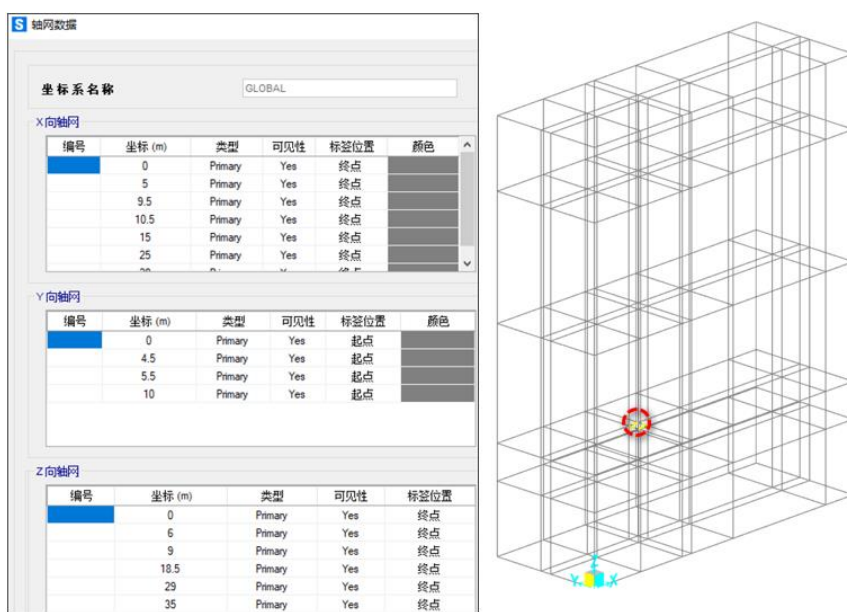 S 轴网数据
坐标系名称 GLOBAL
X向轴网
编号 坐标 (m) 类型 可见性 标签位置 颜色
0 Primary Yes 终点
5 Primary Yes 终点
9.5 Primary Yes 终点
10.5 Primary Yes 终点
15 Primary Yes 终点
25 Primary Yes 终点
Y向轴网
编号 坐标 (m) 类型 可见性 标签位置 颜色
0 Primary Yes 起点
4.5 Primary Yes 起点
5.5 Primary Yes 起点
10 Primary Yes 起点
Z向轴网
编号 坐标 (m) 类型 可见性 标签位置
0 Primary Yes 终点
6 Primary Yes 终点
9 Primary Yes 终点
18.5 Primary Yes 终点
29 Primary Yes 终点
35 Primary Yes 终点
Z
Y X